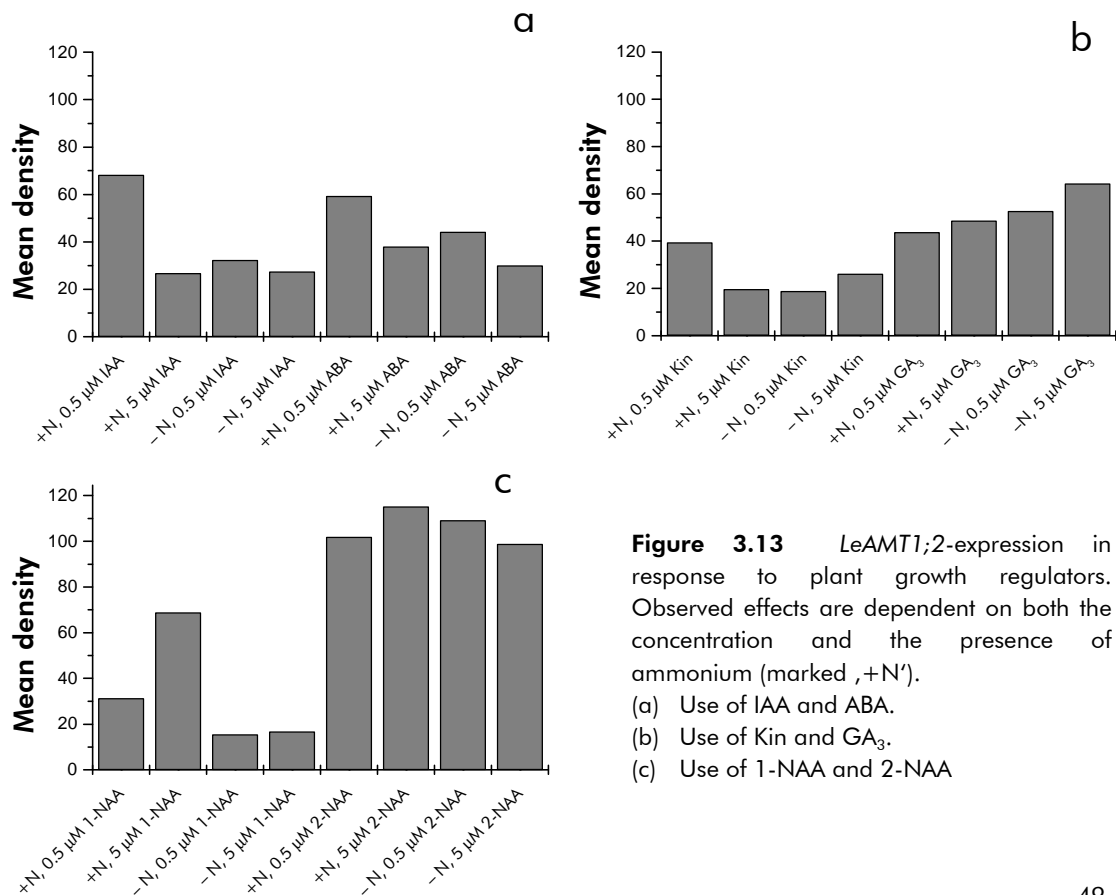 a
120
100
80
60
40
20
0
Mean density
+N, 0.5 µM IAA
+N, 5 µM IAA
– N, 0.5 µM IAA
– N, 5 µM IAA
+N, 0.5 µM ABA
+N, 5 µM ABA
– N, 0.5 µM ABA
– N, 5 µM ABA
b
120
100
80
60
40
20
0
Mean density
+N, 0.5 µM Kin
+N, 5 µM Kin
– N, 0.5 µM Kin
– N, 5 µM Kin
+N, 0.5 µM GA₃
+N, 5 µM GA₃
– N, 0.5 µM GA₃
–N, 5 µM GA₃
c
120
100
80
60
40
20
0
Mean density
+N, 0.5 µM 1-NAA
+N, 5 µM 1-NAA
– N, 0.5 µM 1-NAA
– N, 5 µM 1-NAA
+N, 0.5 µM 2-NAA
+N, 5 µM 2-NAA
– N, 0.5 µM 2-NAA
– N, 5 µM 2-NAA
Figure 3.13 LeAMT1;2-expression in
response to plant growth regulators.
Observed effects are dependent on both the
concentration and the presence of
ammonium (marked ‚+N‘).
(a) Use of IAA and ABA.
(b) Use of Kin and GA₃.
(c) Use of 1-NAA and 2-NAA